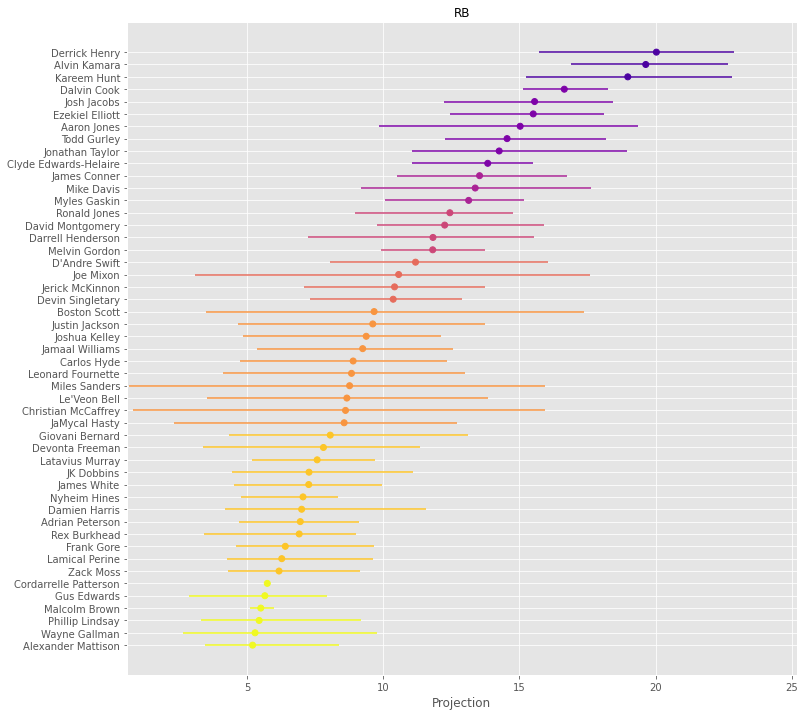 RB
Derrick Henry
Alvin Kamara
Kareem Hunt
Dalvin Cook
Josh Jacobs
Ezekiel Elliott
Aaron Jones
Todd Gurley
Jonathan Taylor
Clyde Edwards-Helaire
James Conner
Mike Davis
Myles Gaskin
Ronald Jones
David Montgomery
Darrell Henderson
Melvin Gordon
D'Andre Swift
Joe Mixon
Jerick McKinnon
Devin Singletary
Boston Scott
Justin Jackson
Joshua Kelley
Jamaal Williams
Carlos Hyde
Leonard Fournette
Miles Sanders
Le'Veon Bell
Christian McCaffrey
JaMycal Hasty
Giovani Bernard
Devonta Freeman
Latavius Murray
JK Dobbins
James White
Nyheim Hines
Damien Harris
Adrian Peterson
Rex Burkhead
Frank Gore
Lamical Perine
Zack Moss
Cordarrelle Patterson
Gus Edwards
Malcolm Brown
Phillip Lindsay
Wayne Gallman
Alexander Mattison
5 10 15 20 25
Projection